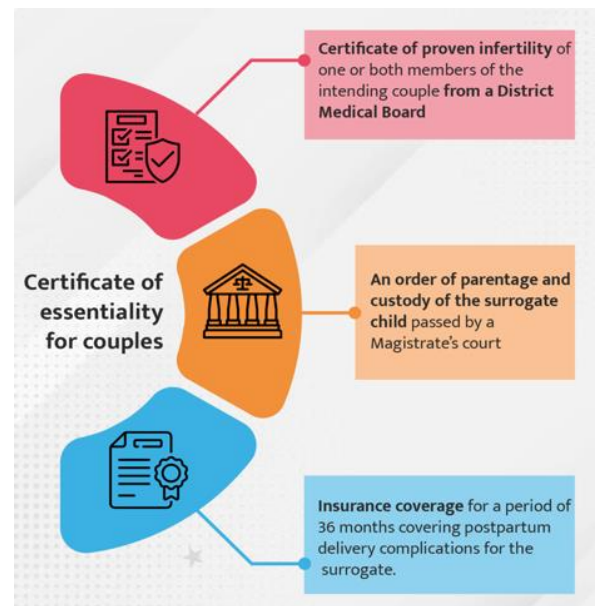 Certificate of proven infertility of
one or both members of the
intending couple from a District
Medical Board
Certificate of
essentiality
for couples
An order of parentage and
custody of the surrogate
child passed by a
Magistrate's court
Insurance coverage for a period of
36 months covering postpartum
delivery complications for the
surrogate.